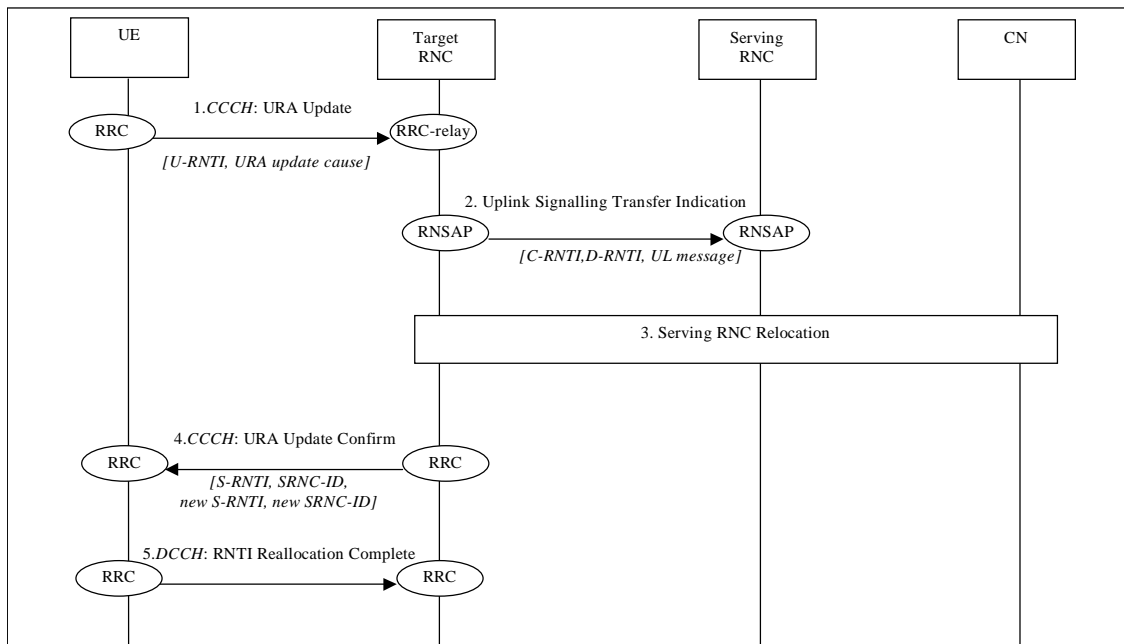 UE
Target
RNC
Serving
RNC
CN
1.CCCH: URA Update
RRC
RRC-relay
[U-RNTI, URA update cause]
2. Uplink Signalling Transfer Indication
RNSAP
RNSAP
[C-RNTI,D-RNTI, UL message]
3. Serving RNC Relocation
4.CCCH: URA Update Confirm
RRC
RRC
[S-RNTI, SRNC-ID,
new S-RNTI, new SRNC-ID]
5.DCCH: RNTI Reallocation Complete
RRC
RRC